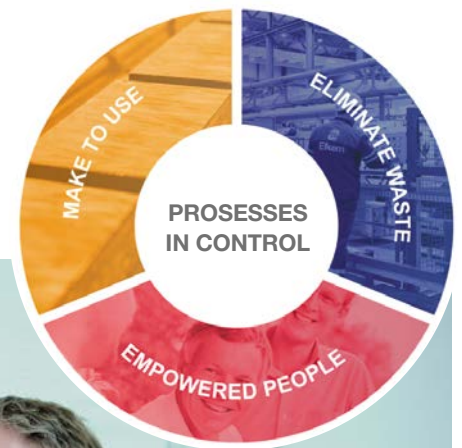 MAKE TO USE
ELIMINATE WASTE
Elkem
PROSESSES
IN CONTROL
EMPOWERED PEOPLE